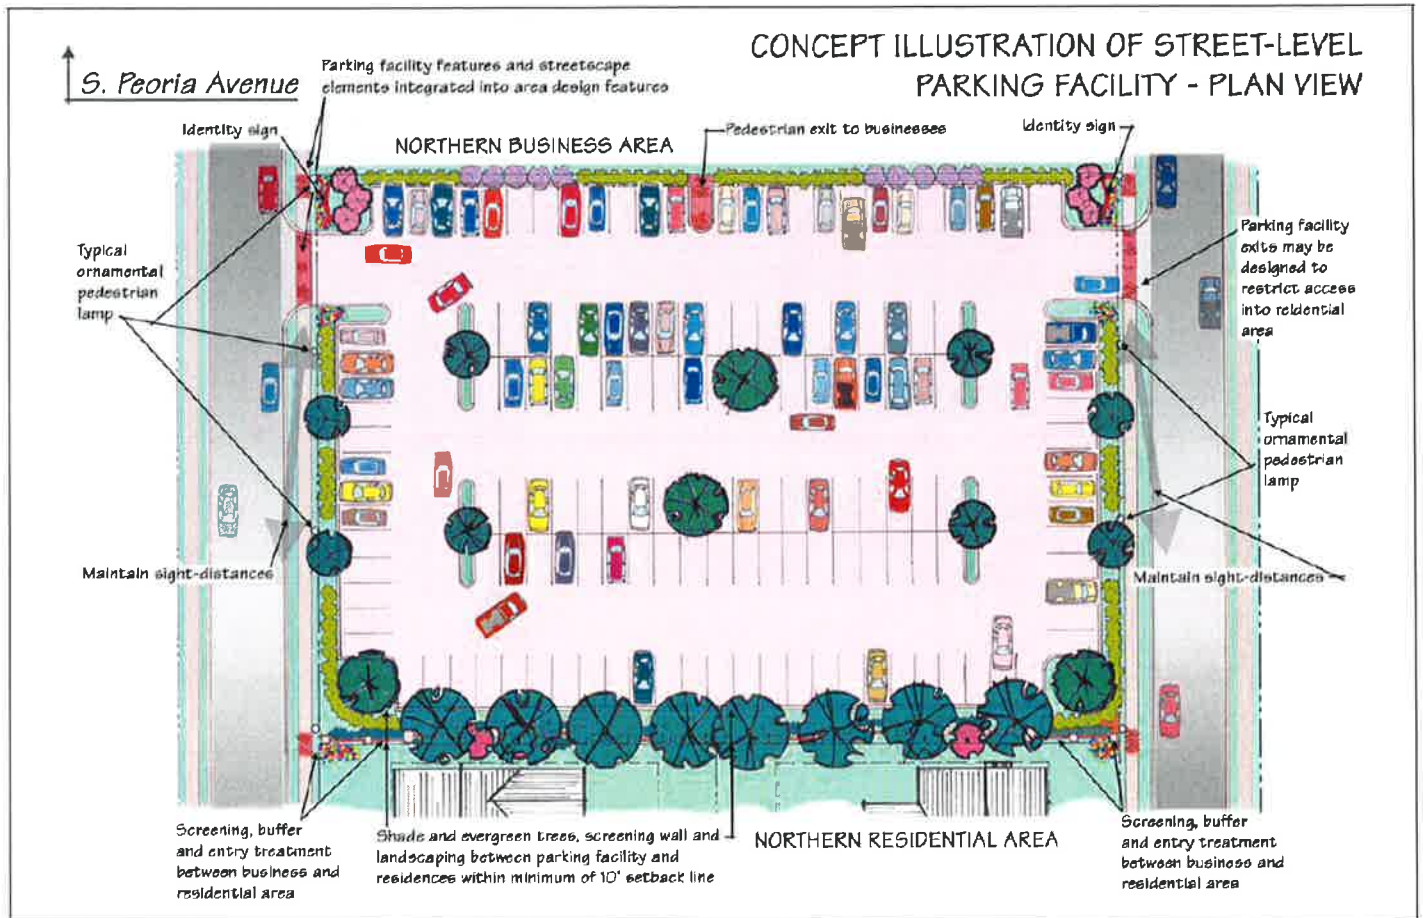 CONCEPT ILLUSTRATION OF STREET-LEVEL
PARKING FACILITY - PLAN VIEW
S. Peoria Avenue
Parking facility features and streetscape
elements integrated into area design features
Identity sign
NORTHERN BUSINESS AREA
Pedestrian exit to businesses
Identity sign
Typical
ornamental
pedestrian
lamp
Parking facility
exits may be
designed to
restrict access
into reldential
area
Typical
ornamental
pedestrian
lamp
Maintain sight-distances
Maintain sight-distances
Screening, buffer
and entry treatment
between business and
residential area
Shade and evergreen trees, screening wall and
landscaping between parking facility and
residences within minimum of 10' setback line
NORTHERN RESIDENTIAL AREA
Screening, buffer
and entry treatment
between business and
residential area